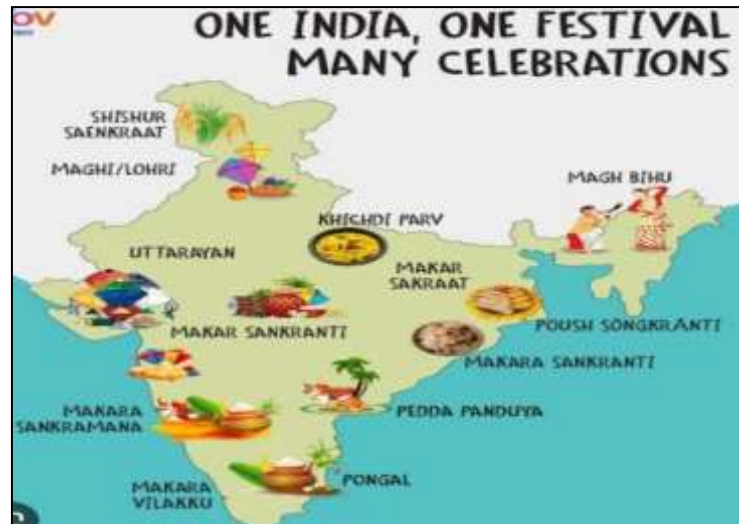 OV
ONE INDIA, ONE FESTIVAL
MANY CELEBRATIONS
SHISHUR
SAENKRAAT
MAGHI/LOHRI
MAGH BIHU
KHICHDI PARV
UTTARAYAN
MAKAR
SAKRAAT
MAKAR SANKRANTI
POUSH SONGKRANTI
MAKARA SANKRANTI
MAKARA
SANKRAMANA
PEDDA PANDUYA
MAKARA
VILAKKU
PONGAL